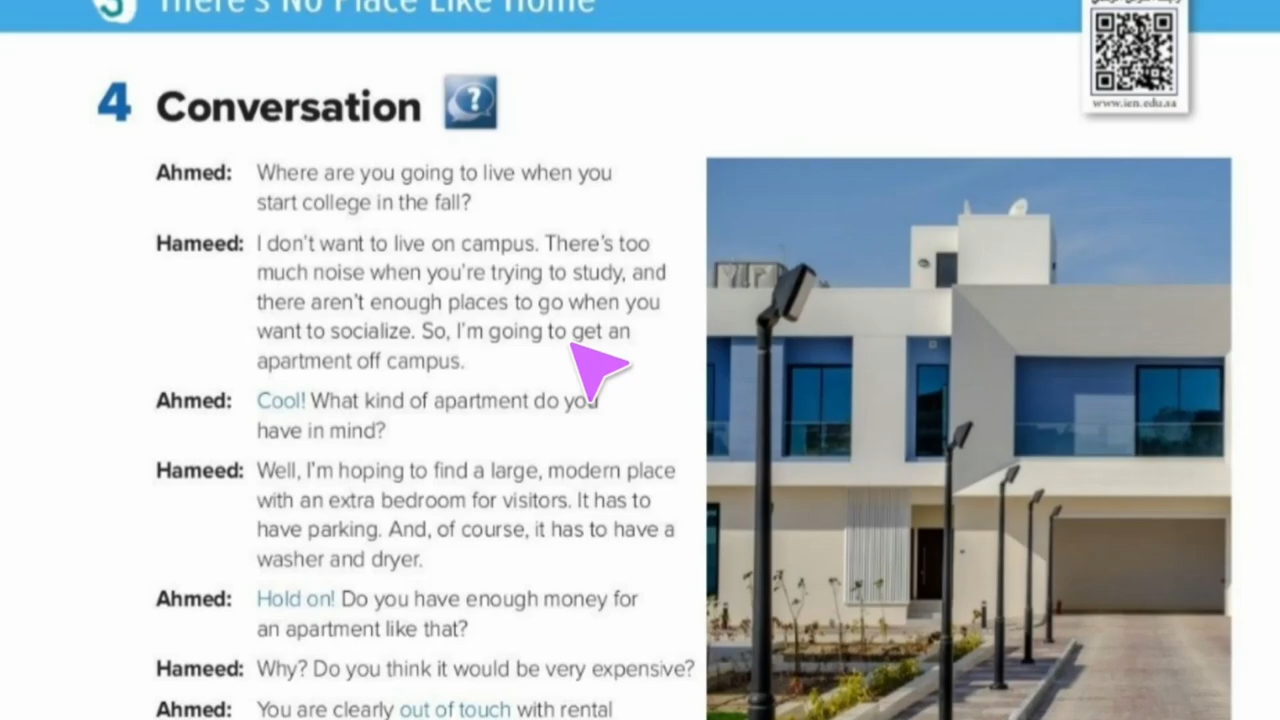 5 There's No Place Like Home
www.ien.edu.sa
4 Conversation
Ahmed: Where are you going to live when you
start college in the fall?
Hameed: I don't want to live on campus. There's too
much noise when you're trying to study, and
there aren't enough places to go when you
want to socialize. So, I'm going to get an
apartment off campus.
Ahmed: Cool! What kind of apartment do you
have in mind?
Hameed: Well, I'm hoping to find a large, modern place
with an extra bedroom for visitors. It has to
have parking. And, of course, it has to have a
washer and dryer.
Ahmed: Hold on! Do you have enough money for
an apartment like that?
Hameed: Why? Do you think it would be very expensive?
Ahmed: You are clearly out of touch with rental